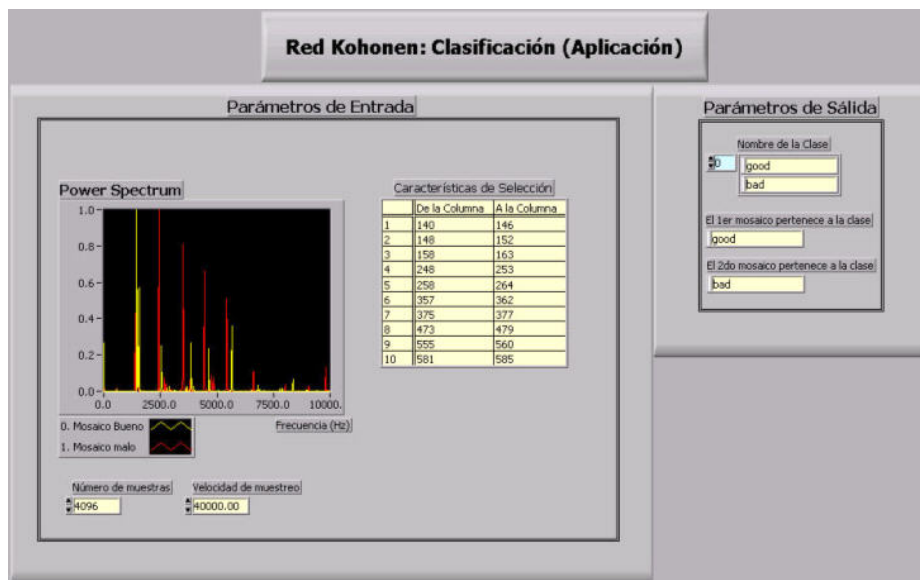 Red Kohonen: Clasificación (Aplicación)
Parámetros de Entrada
Power Spectrum
1.0
0.8
0.6
0.4
0.2
0.0
0.0 2500.0 5000.0 7500.0 10000.
0. Mosaico Bueno
1. Mosaico malo
Frecuencia (Hz)
Características de Selección
De la Columna A la Columna
1 140 146
2 148 152
3 158 163
4 248 253
5 258 264
6 357 362
7 375 377
8 473 479
9 555 560
10 581 585
Número de muestras
4096
Velocidad de muestreo
40000.00
Parámetros de Sálida
Nombre de la Clase
0 good
bad
El 1er mosaico pertenece a la clase
good
El 2do mosaico pertenece a la clase
bad